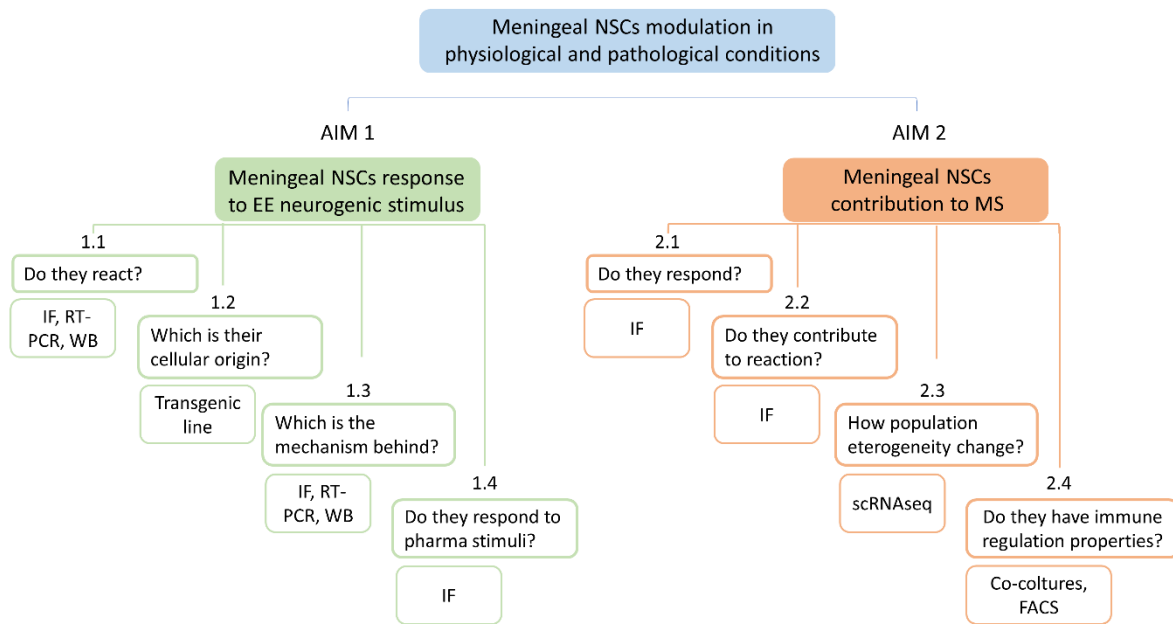 Meningeal NSCs modulation in
physiological and pathological conditions
AIM 1
Meningeal NSCs response
to EE neurogenic stimulus
1.1
Do they react?
IF, RT-
PCR, WB
1.2
Which is their
cellular origin?
Transgenic
line
1.3
Which is the
mechanism behind?
IF, RT-
PCR, WB
1.4
Do they respond to
pharma stimuli?
IF
AIM 2
Meningeal NSCs
contribution to MS
2.1
Do they respond?
IF
2.2
Do they contribute
to reaction?
IF
2.3
How population
eterogeneity change?
scRNAseq
2.4
Do they have immune
regulation properties?
Co-coltures,
FACS